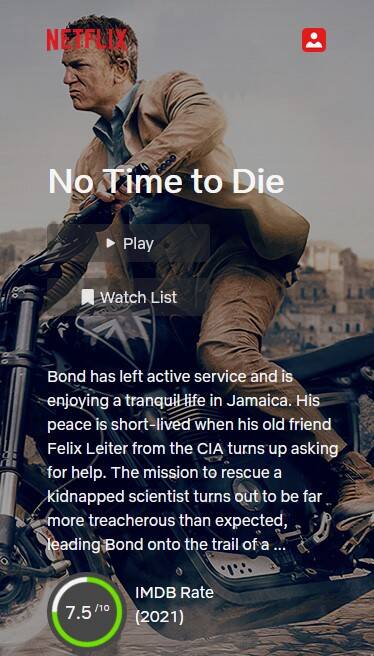 NETFLIX
No Time to Die
Play
Watch List
Bond has left active service and is
enjoying a tranquil life in Jamaica. His
peace is short-lived when his old friend
Felix Leiter from the CIA turns up asking
for help. The mission to rescue a
kidnapped scientist turns out to be far
more treacherous than expected,
leading Bond onto the trail of a ...
7.5 /10
IMDB Rate
(2021)